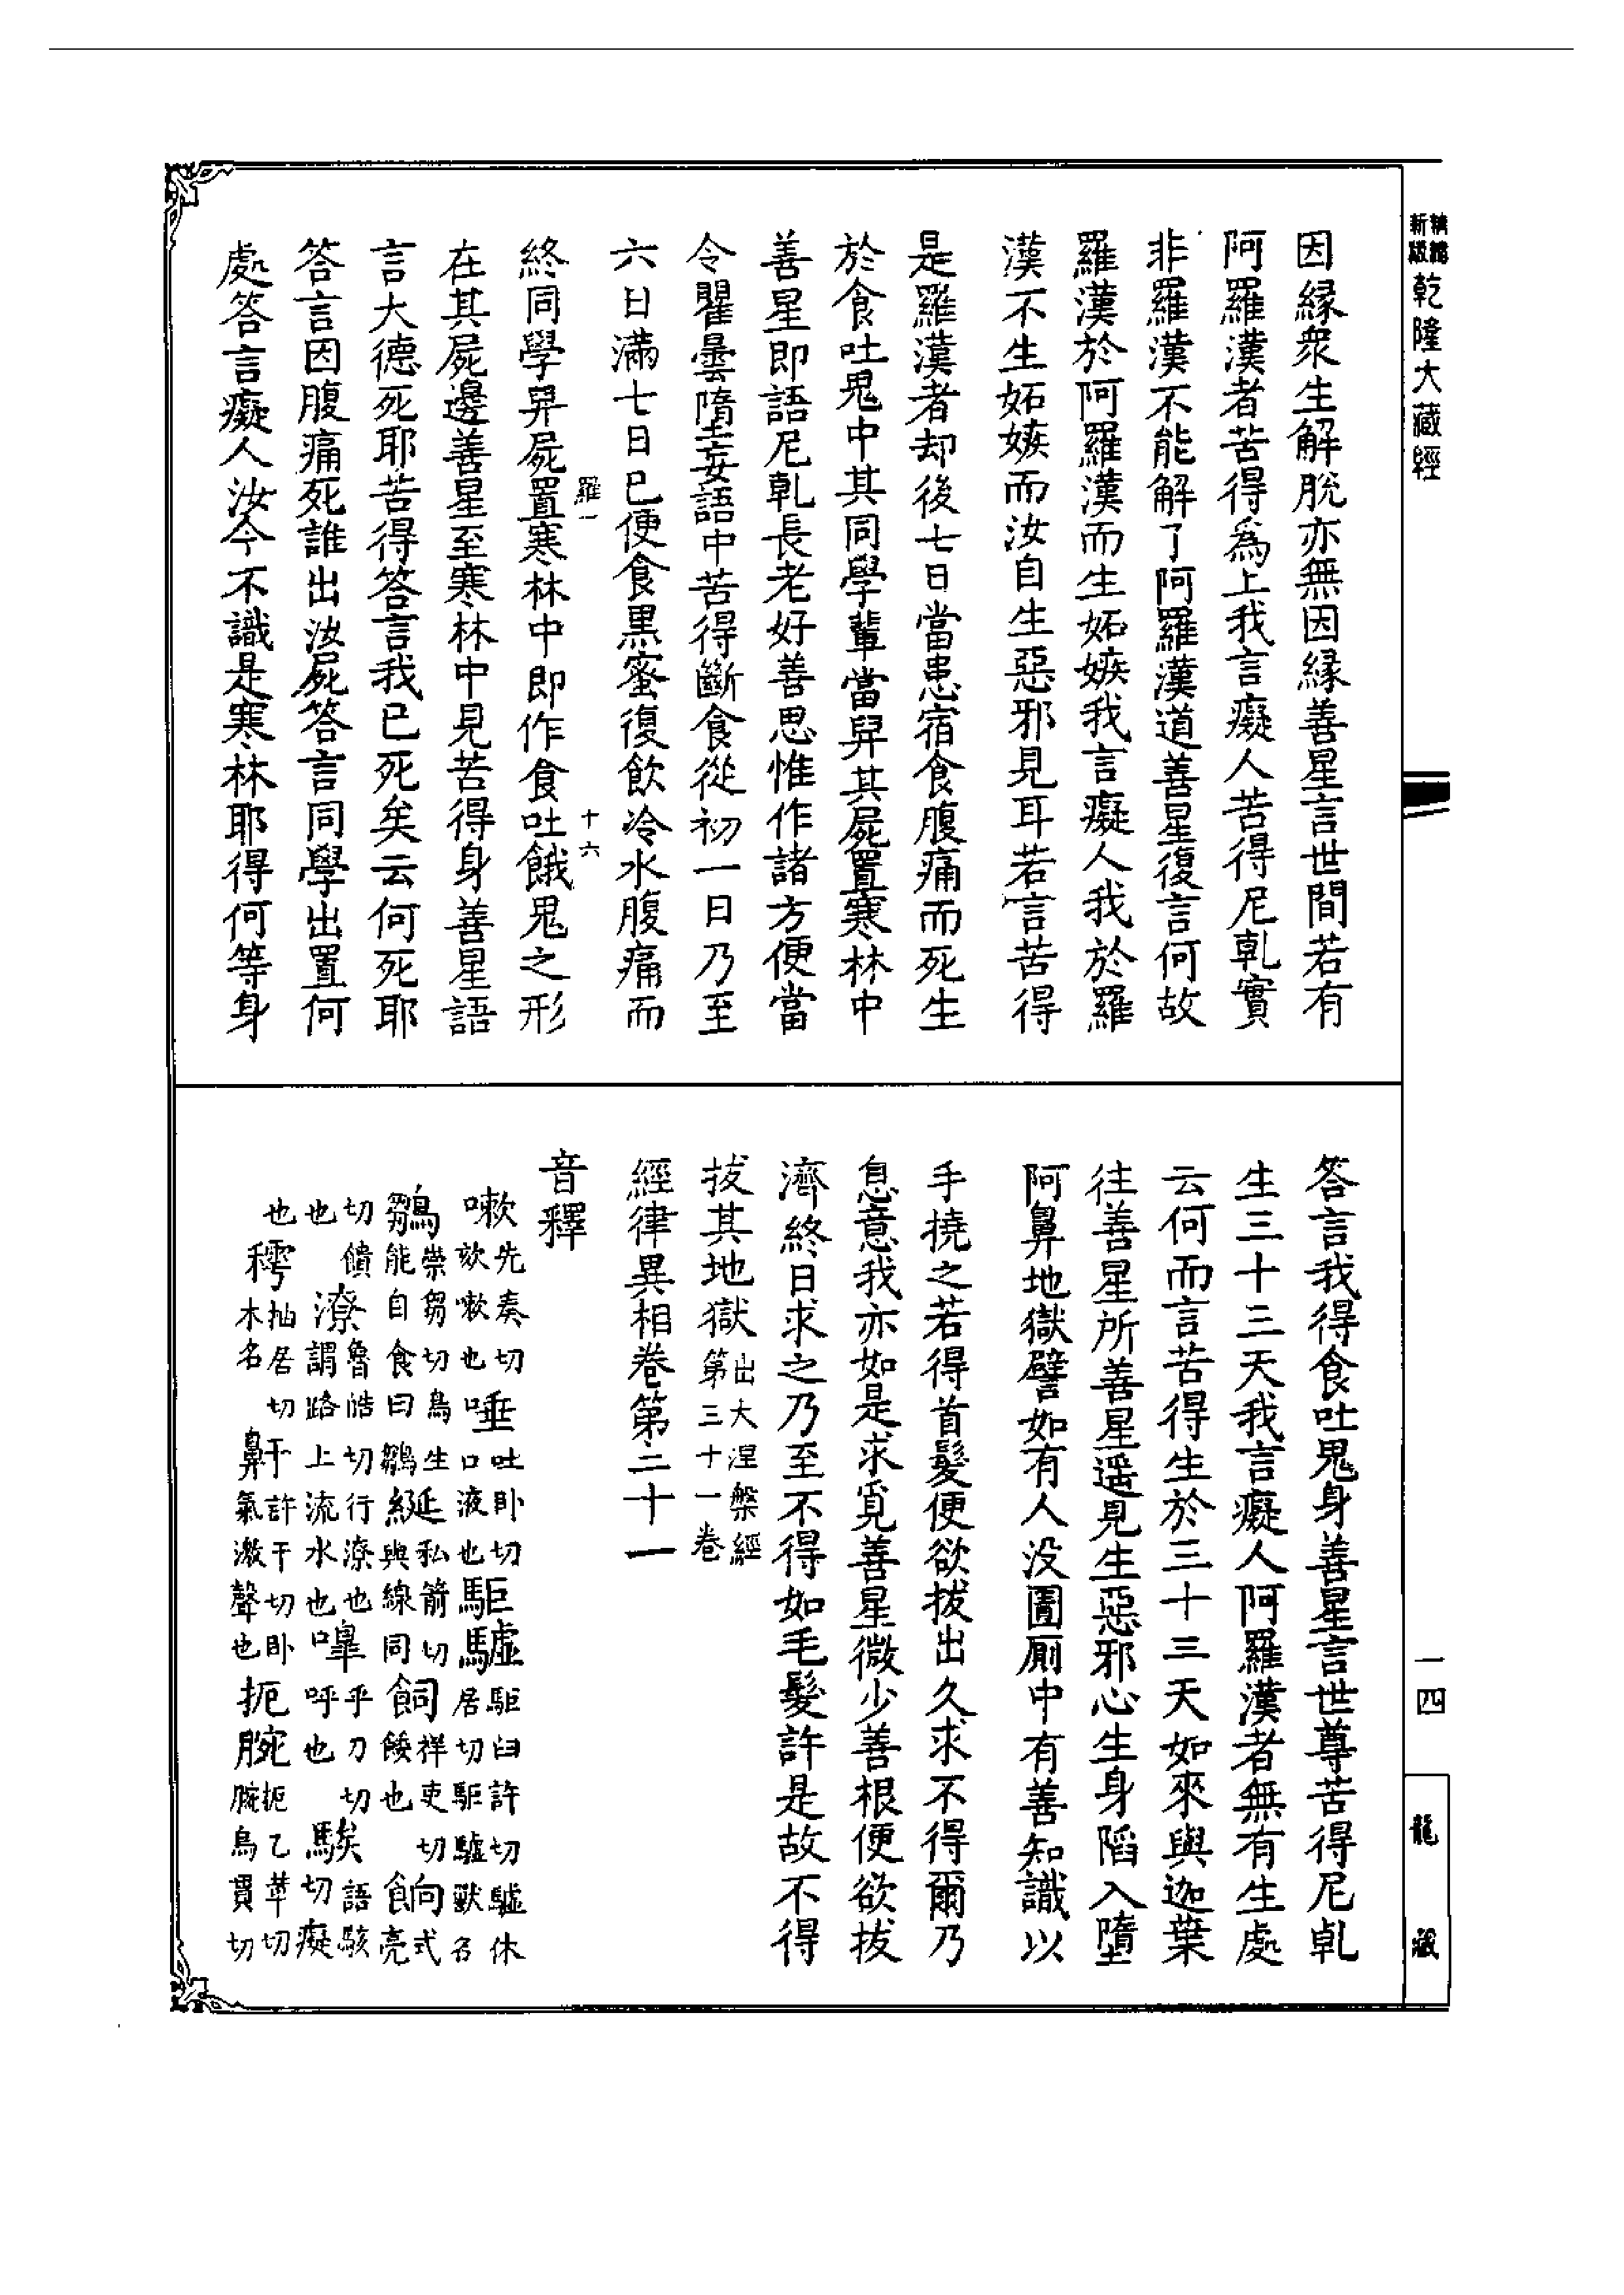 新編縮版乾隆大藏經
因緣衆生解脫亦無因緣善星言世間若有
阿羅漢者苦得爲上我言癡人苦得尼乹實
非羅漢不能解了阿羅漢道善星復言何故
羅漢於阿羅漢而生妬嫉我言癡人我於羅
漢不生妬嫉而汝自生惡邪見耳若言苦得
是羅漢者却後七日當患宿食腹痛而死生
於食吐鬼中其同學輩當舁其屍置寒林中
善星即語尼乹長老好善思惟作諸方便當
令瞿曇墮妄語中苦得斷食從初一日乃至
六日滿七日已便食黑蜜復飲冷水腹痛而
羅一
十六
終同學舁屍置寒林中即作食吐餓鬼之形
在其屍邊善星至寒林中見苦得身善星語
言大德死耶苦得答言我已死矣云何死耶
答言因腹痛死誰出汝屍答言同學出置何
處答言癡人汝今不識是寒林耶得何等身
答言我得食吐鬼身善星言世尊苦得尼乹
生三十三天我言癡人阿羅漢者無有生處
云何而言苦得生於三十三天如來與迦葉
往善星所善星遥見生惡邪心生身陷入墮
阿鼻地獄譬如有人没圊厠中有善知識以
手撓之若得首髮便欲拔出久求不得爾乃
息意我亦如是求覓善星微少善根便欲拔
濟終日求之乃至不得如毛髮許是故不得
拔其地獄出大涅槃經第三十一卷
經律異相卷第二十一
音釋
嗽先奏切欬嗽也唾吐卧切口液也駏驉駏臼許切驉休居切駏驉獸名
鶵崇芻切鳥生能自食曰鶵綖私箭切與線同飼祥吏切餧也餉式亮
切饋也潦魯皓切行潦也謂路上流水也嘷乎刀切呼也騃語駭切癡
也樗抽居切木名鼾許干切卧鼻氣激聲也扼腕扼乙革切腕烏貫切
一四
龍藏